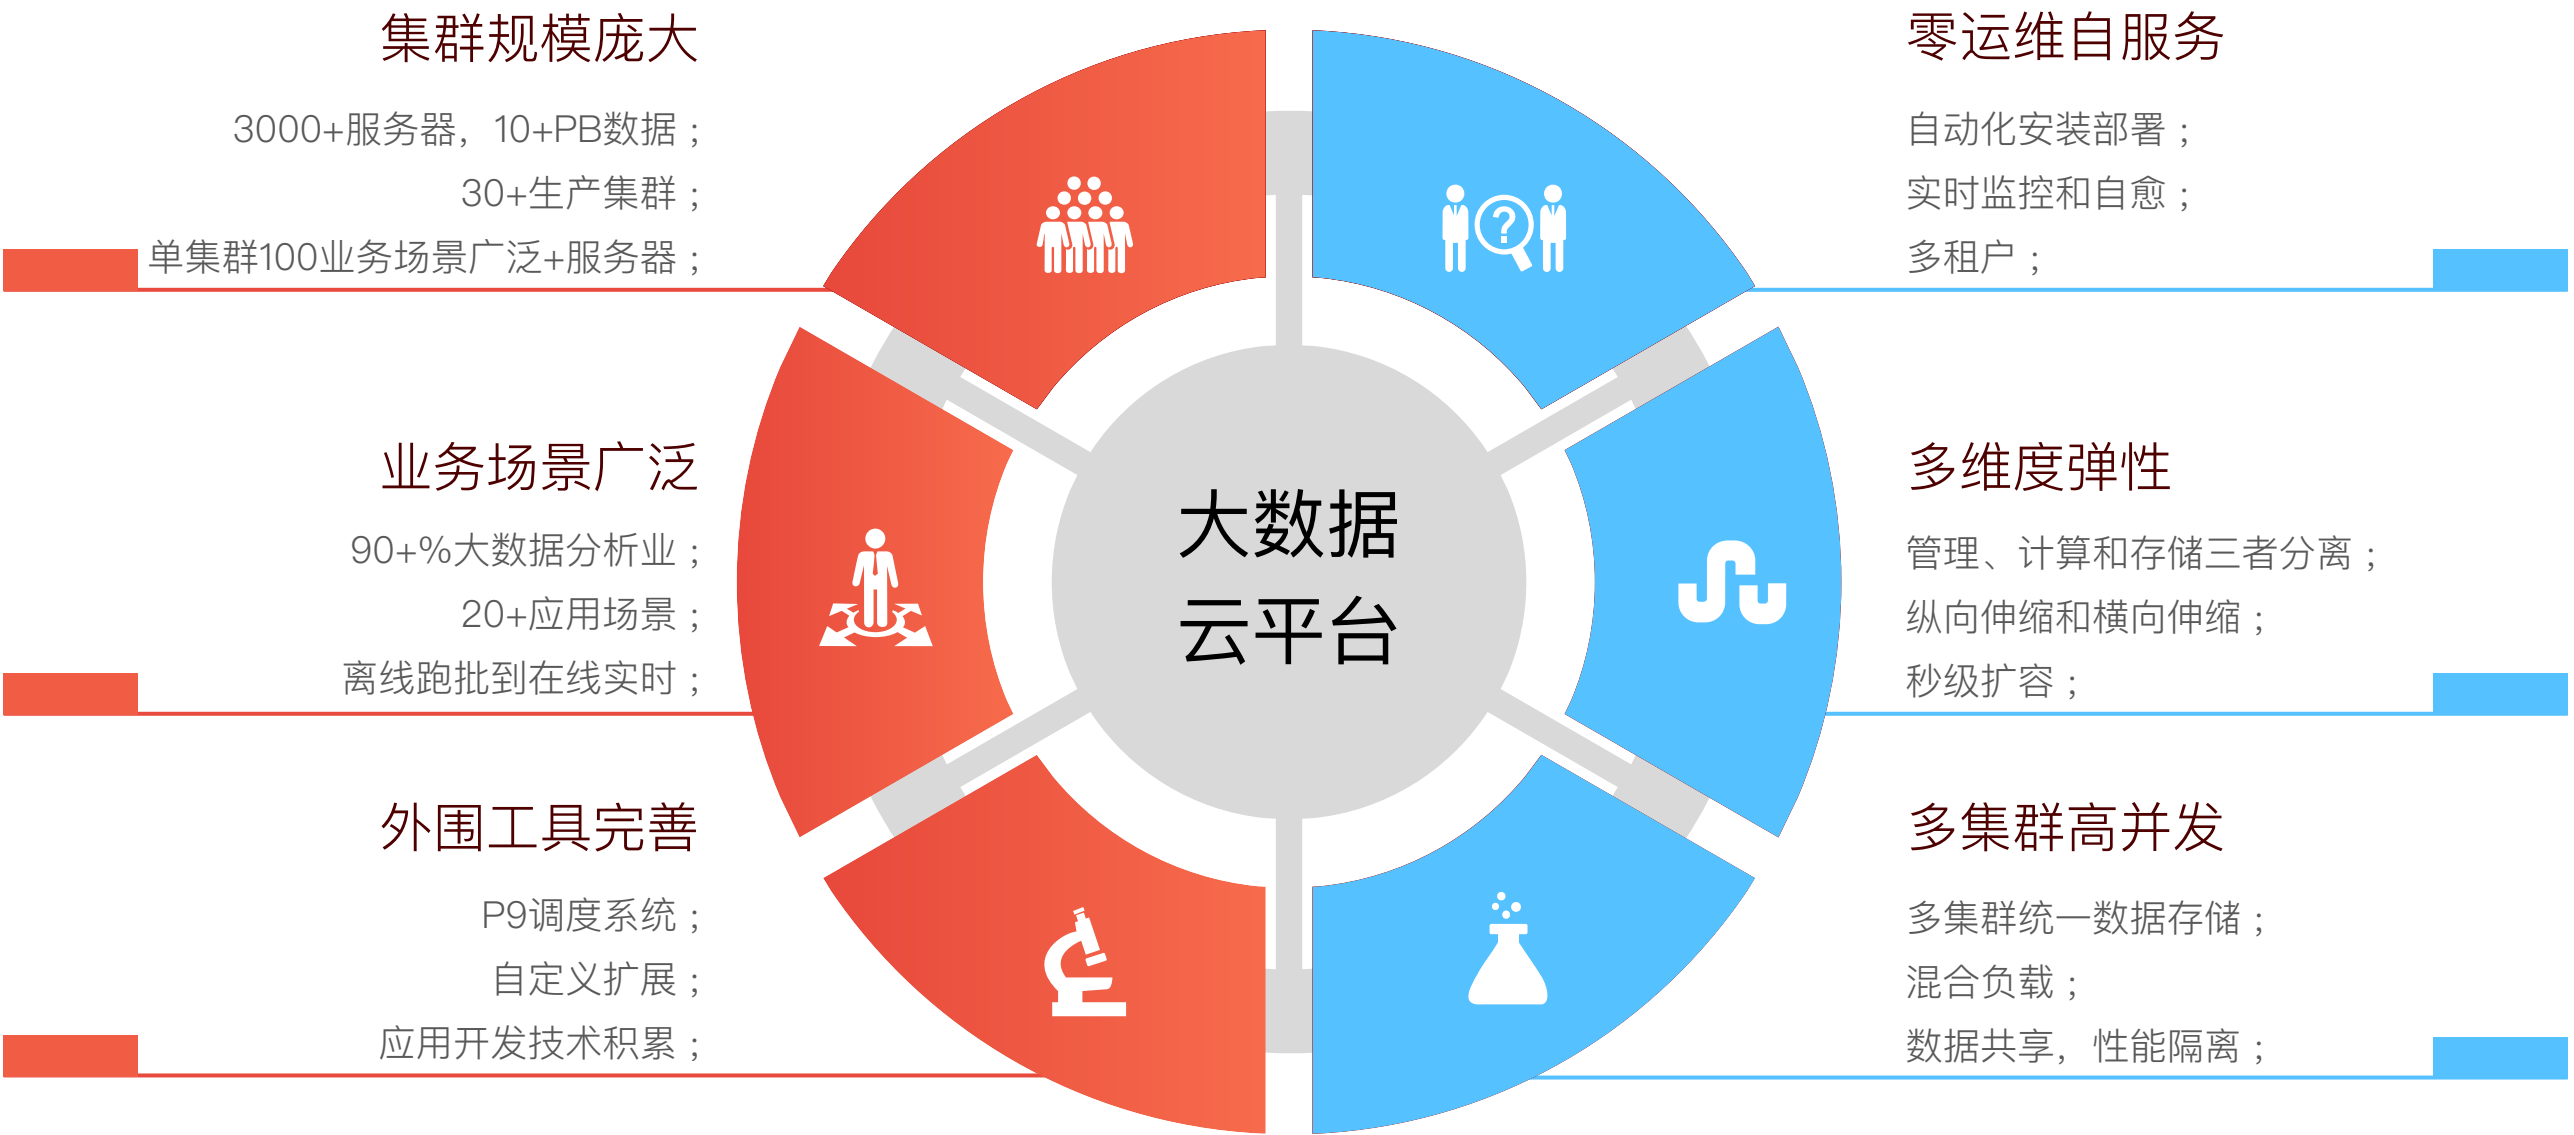 集群规模庞大
3000+服务器，10+PB数据；
30+生产集群；
单集群100业务场景广泛+服务器；
业务场景广泛
90+%大数据分析业；
20+应用场景；
离线跑批到在线实时；
外围工具完善
P9调度系统；
自定义扩展；
应用开发技术积累；
大数据
云平台
零运维自服务
自动化安装部署；
实时监控和自愈；
多租户；
多维度弹性
管理、计算和存储三者分离；
纵向伸缩和横向伸缩；
秒级扩容；
多集群高并发
多集群统一数据存储；
混合负载；
数据共享，性能隔离；